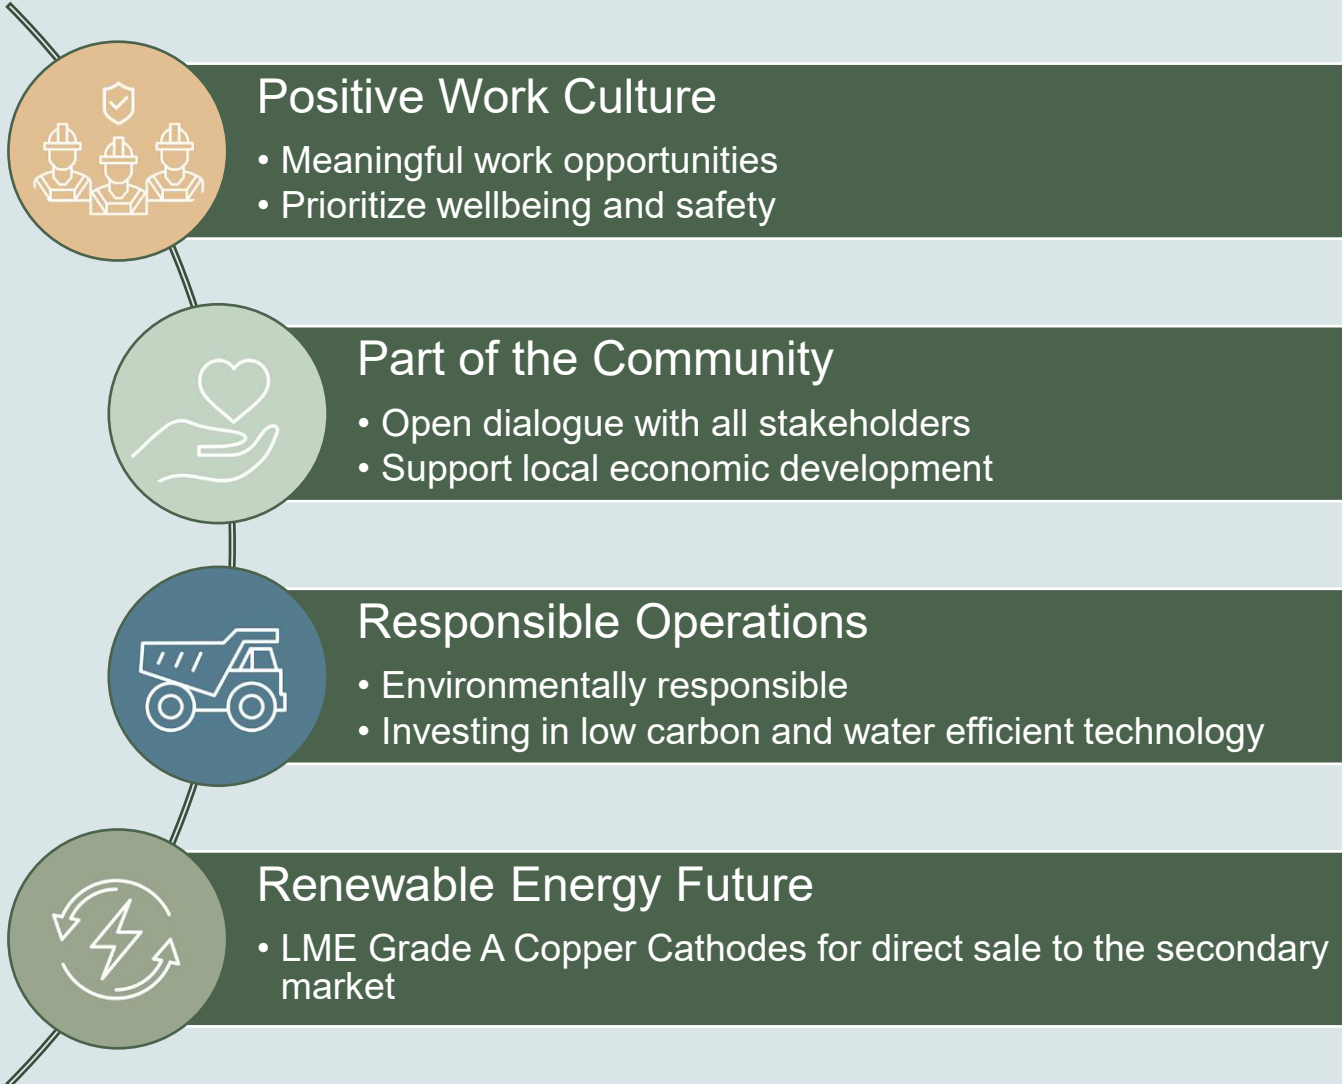 Positive Work Culture
• Meaningful work opportunities
• Prioritize wellbeing and safety
Part of the Community
• Open dialogue with all stakeholders
• Support local economic development
Responsible Operations
• Environmentally responsible
• Investing in low carbon and water efficient technology
Renewable Energy Future
• LME Grade A Copper Cathodes for direct sale to the secondary
market